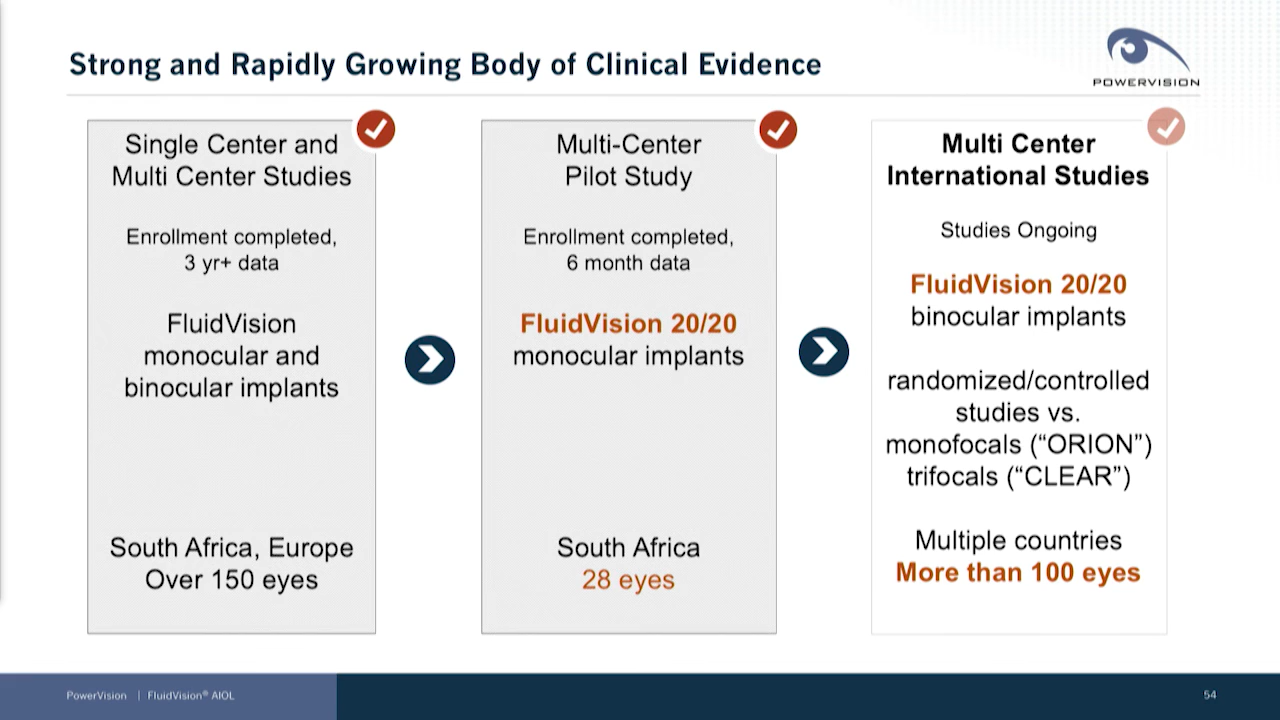 Strong and Rapidly Growing Body of Clinical Evidence
POWERVISION
Single Center and
Multi Center Studies
Enrollment completed,
3 yr+ data
FluidVision
monocular and
binocular implants
South Africa, Europe
Over 150 eyes
Multi-Center
Pilot Study
Enrollment completed,
6 month data
FluidVision 20/20
monocular implants
South Africa
28 eyes
Multi Center
International Studies
Studies Ongoing
FluidVision 20/20
binocular implants
randomized/controlled
studies vs.
monofocals (“ORION”)
trifocals (“CLEAR”)
Multiple countries
More than 100 eyes
PowerVision | FluidVision® AIOL
54